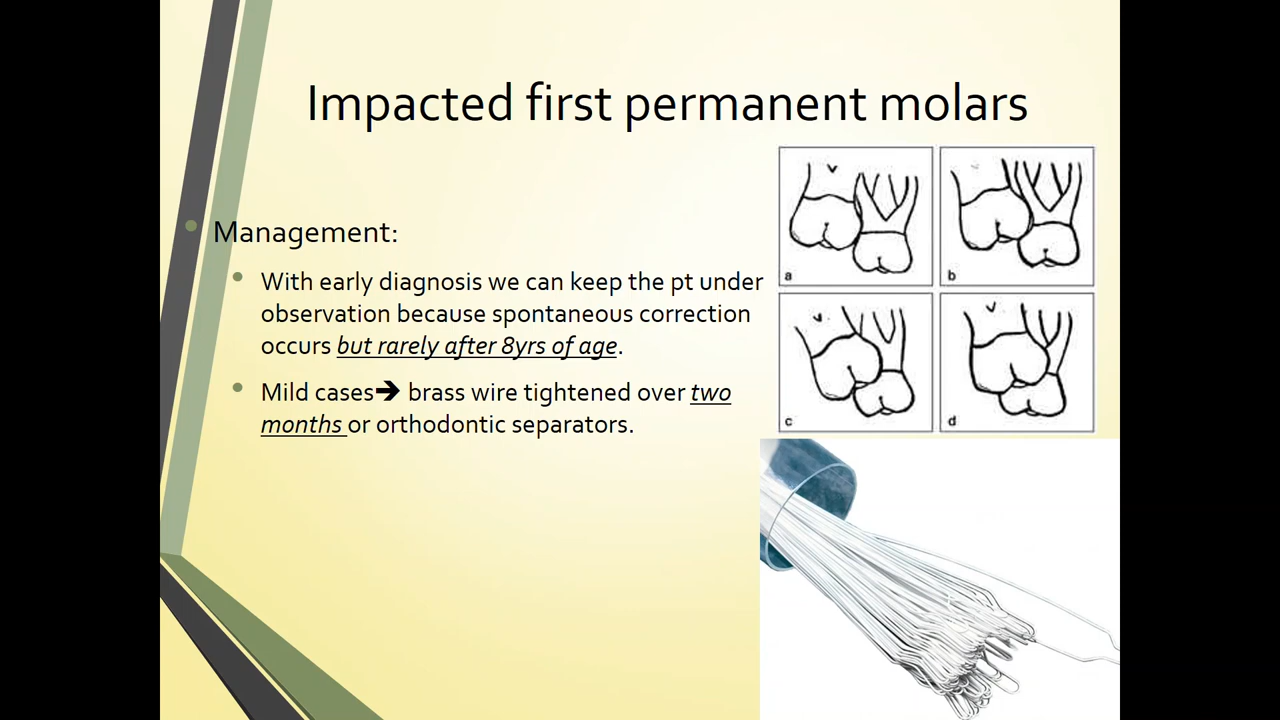 Impacted first permanent molars
Management:
With early diagnosis we can keep the pt under
observation because spontaneous correction
occurs but rarely after 8yrs of age.
Mild cases➔ brass wire tightened over two
months or orthodontic separators.
a
b
c
d